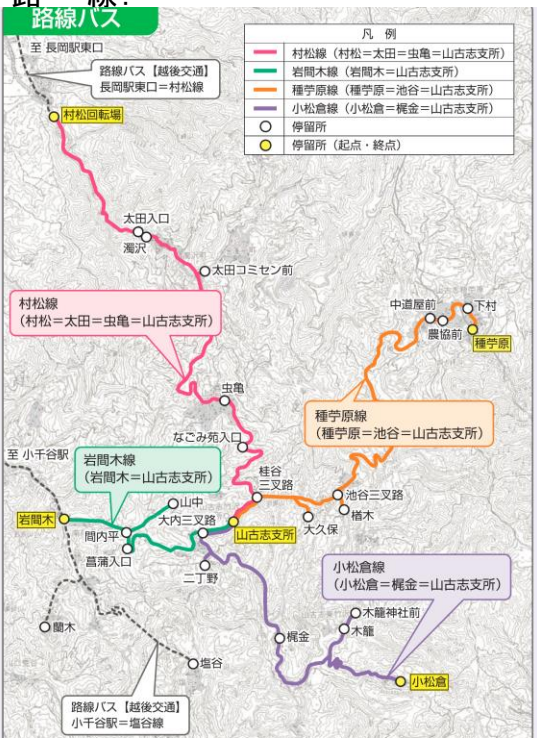 路 線:
路線バス
至 長岡駅東口
路線バス【越後交通】
長岡駅東口＝村松線
凡 例
村松線（村松＝太田＝虫亀＝山古志支所）
岩間木線（岩間木＝山古志支所）
種苧原線（種苧原＝池谷＝山古志支所）
小松倉線（小松倉＝梶金＝山古志支所）
停留所
停留所（起点・終点）
村松回転場
太田入口
濁沢
太田コミセン前
村松線
（村松＝太田＝虫亀＝山古志支所）
中道屋前
下村
農協前
種苧原
虫亀
種苧原線
（種苧原＝池谷＝山古志支所）
なごみ苑入口
至 小千谷駅
岩間木線
（岩間木＝山古志支所）
桂谷
三叉路
池谷三叉路
山中
楢木
大久保
岩間木
大内三叉路
山古志支所
間内平
菖蒲入口
二丁野
小松倉線
（小松倉＝梶金＝山古志支所）
木籠神社前
木籠
蘭木
梶金
塩谷
小松倉
路線バス【越後交通】
小千谷駅＝塩谷線